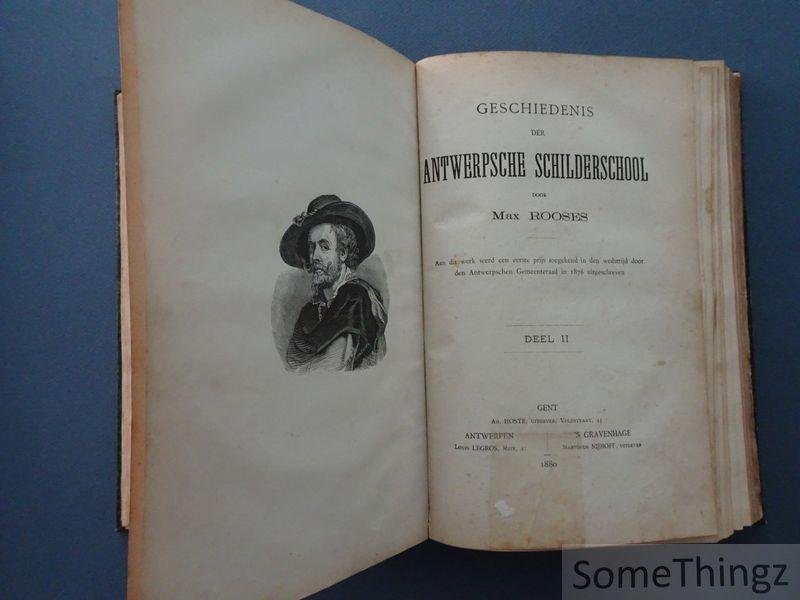 GESCHIEDENIS
DER
ANTWERPSCHE SCHILDERSCHOOL
DOOR
Max ROOSES
Aan dit werk werd een eerste prijs toegekend in den wedstrijd door
den Antwerpschen Gemeenteraad in 1876 uitgeschreven
DEEL II
GENT
AD. HOSTE, UITGEVER, VELDSTRAAT,
ANTWERPEN
LOUIS LEGROS, MEIR,
'S GRAVENHAGE
MARTINUS NIJHOFF, UITGEVER
1880
SomeThingz